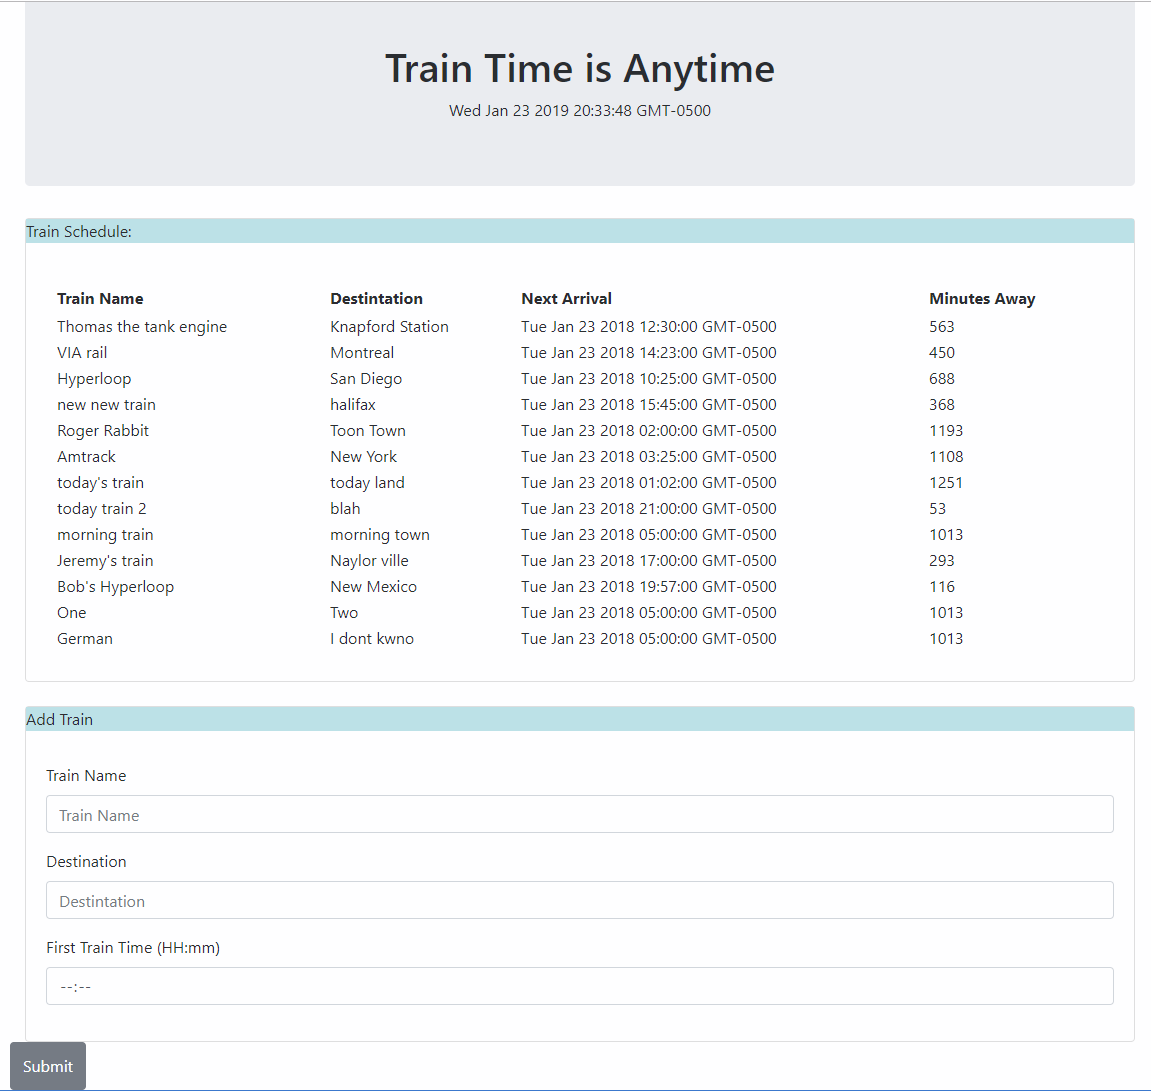 Train Time is Anytime
Wed Jan 23 2019 20:33:48 GMT-0500
Train Schedule:
Train Name Destintation Next Arrival Minutes Away
Thomas the tank engine Knapford Station Tue Jan 23 2018 12:30:00 GMT-0500 563
VIA rail Montreal Tue Jan 23 2018 14:23:00 GMT-0500 450
Hyperloop San Diego Tue Jan 23 2018 10:25:00 GMT-0500 688
new new train halifax Tue Jan 23 2018 15:45:00 GMT-0500 368
Roger Rabbit Toon Town Tue Jan 23 2018 02:00:00 GMT-0500 1193
Amtrack New York Tue Jan 23 2018 03:25:00 GMT-0500 1108
today's train today land Tue Jan 23 2018 01:02:00 GMT-0500 1251
today train 2 blah Tue Jan 23 2018 21:00:00 GMT-0500 53
morning train morning town Tue Jan 23 2018 05:00:00 GMT-0500 1013
Jeremy's train Naylor ville Tue Jan 23 2018 17:00:00 GMT-0500 293
Bob's Hyperloop New Mexico Tue Jan 23 2018 19:57:00 GMT-0500 116
One Two Tue Jan 23 2018 05:00:00 GMT-0500 1013
German I dont kwno Tue Jan 23 2018 05:00:00 GMT-0500 1013
Add Train
Train Name
Train Name
Destination
Destintation
First Train Time (HH:mm)
--:--
Submit